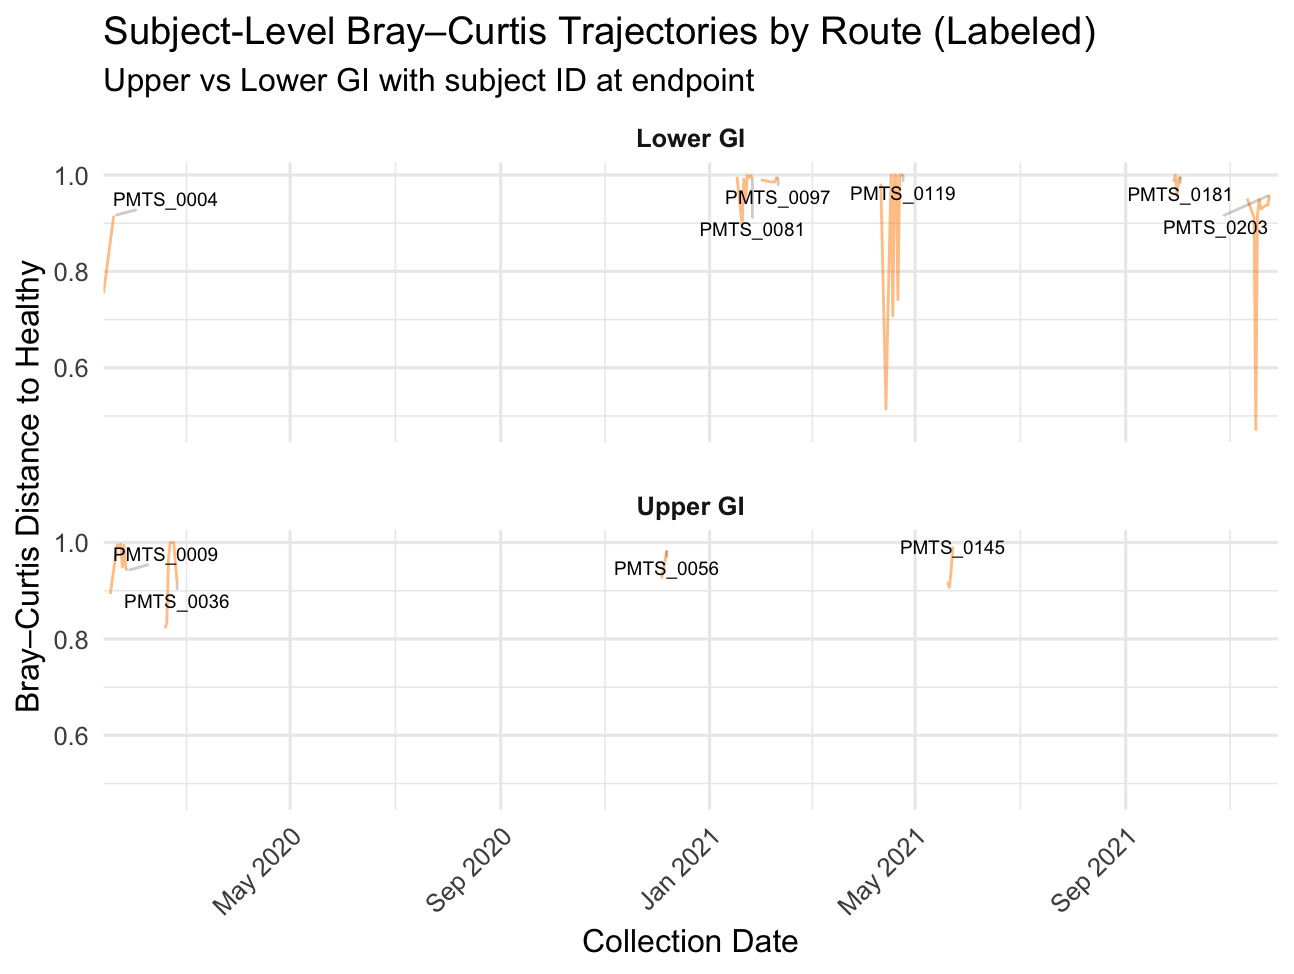 Subject-Level Bray–Curtis Trajectories by Route (Labeled)
Upper vs Lower GI with subject ID at endpoint
Lower GI
1.0
0.8
0.6
PMTS_0004
PMTS_0097
PMTS_0081
PMTS_0119
PMTS_0181
PMTS_0203
Upper GI
1.0
0.8
0.6
PMTS_0009
PMTS_0036
PMTS_0056
PMTS_0145
Bray–Curtis Distance to Healthy
May 2020
Sep 2020
Jan 2021
May 2021
Sep 2021
Collection Date